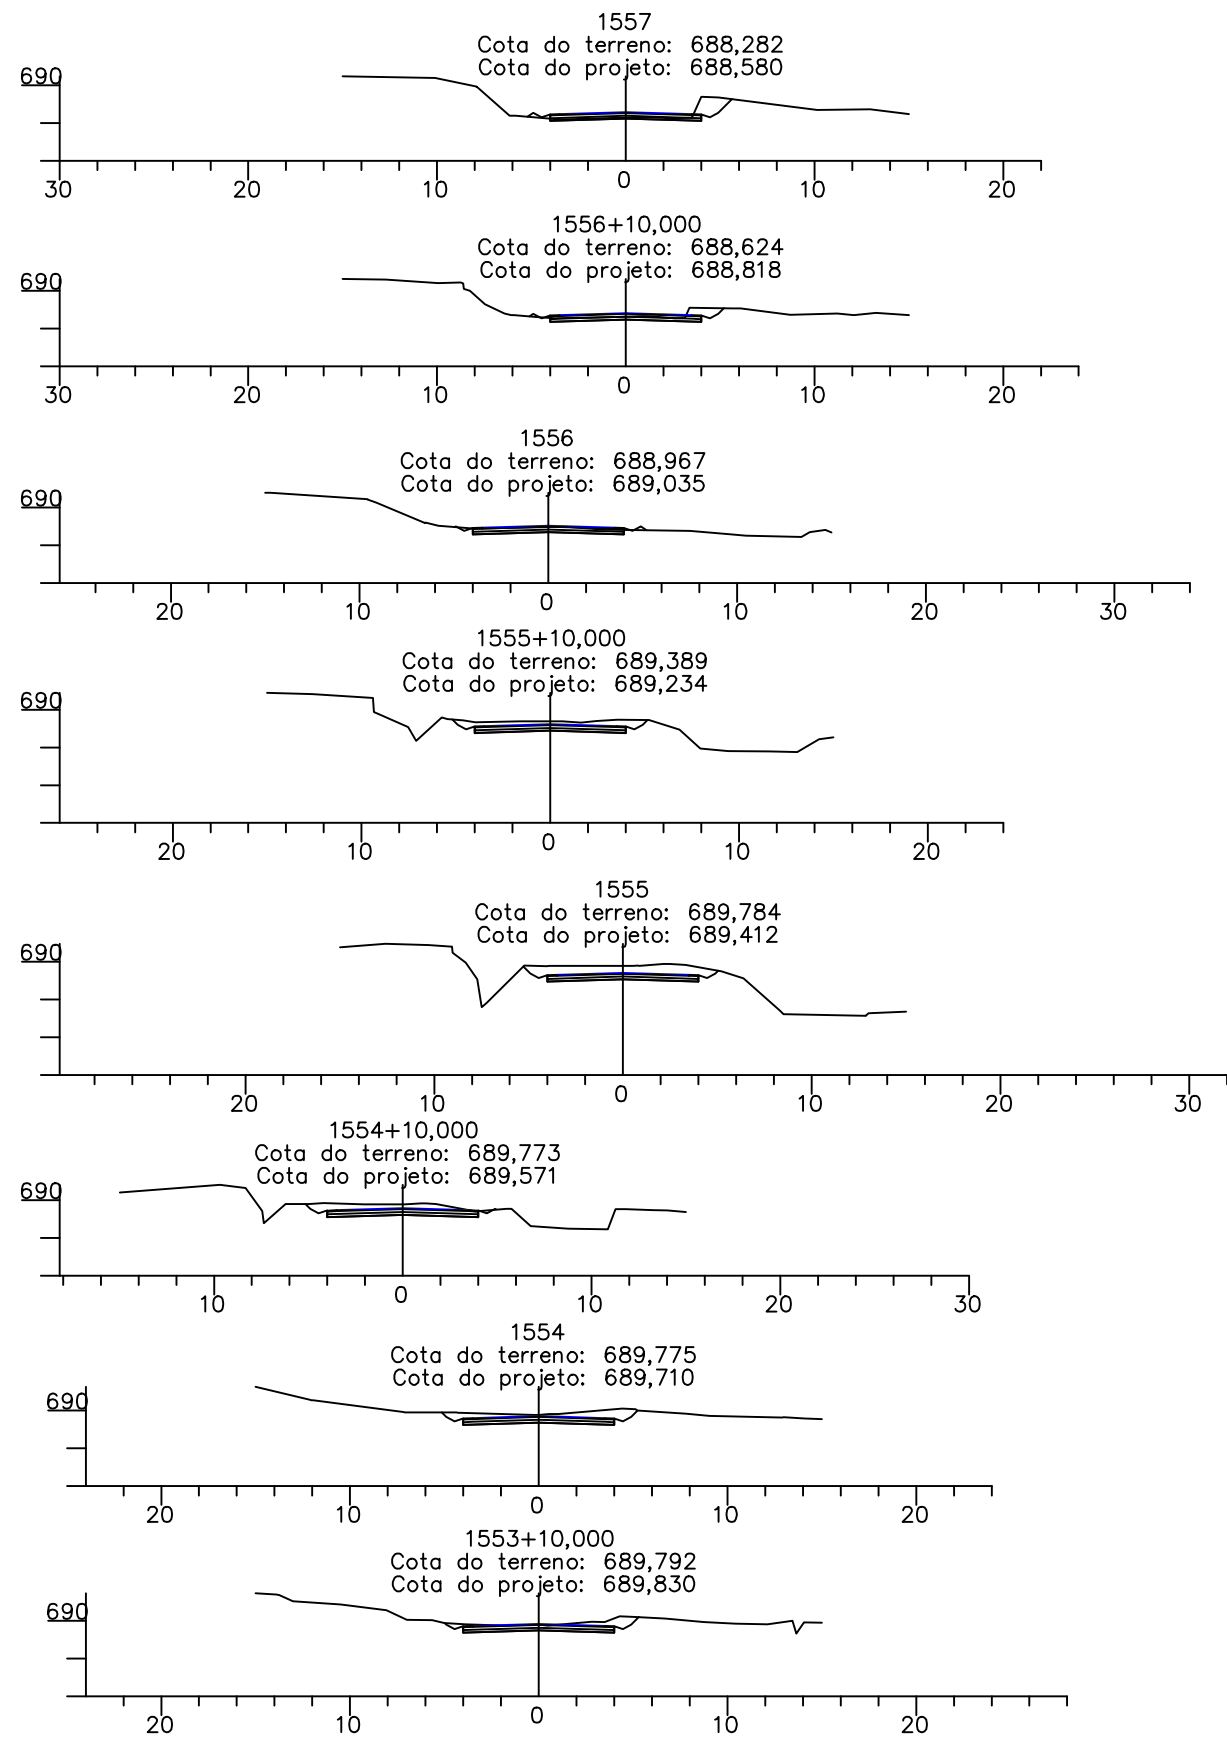 1557
Cota do terreno: 688,282
Cota do projeto: 688,580
690
30 20 10 0 10 20
1556+10,000
Cota do terreno: 688,624
Cota do projeto: 688,818
690
30 20 10 0 10 20
1556
Cota do terreno: 688,967
Cota do projeto: 689,035
690
20 10 0 10 20 30
1555+10,000
Cota do terreno: 689,389
Cota do projeto: 689,234
690
20 10 0 10 20
1555
Cota do terreno: 689,784
Cota do projeto: 689,412
690
20 10 0 10 20 30
1554+10,000
Cota do terreno: 689,773
Cota do projeto: 689,571
690
10 0 10 20 30
1554
Cota do terreno: 689,775
Cota do projeto: 689,710
690
20 10 0 10 20
1553+10,000
Cota do terreno: 689,792
Cota do projeto: 689,830
690
20 10 0 10 20